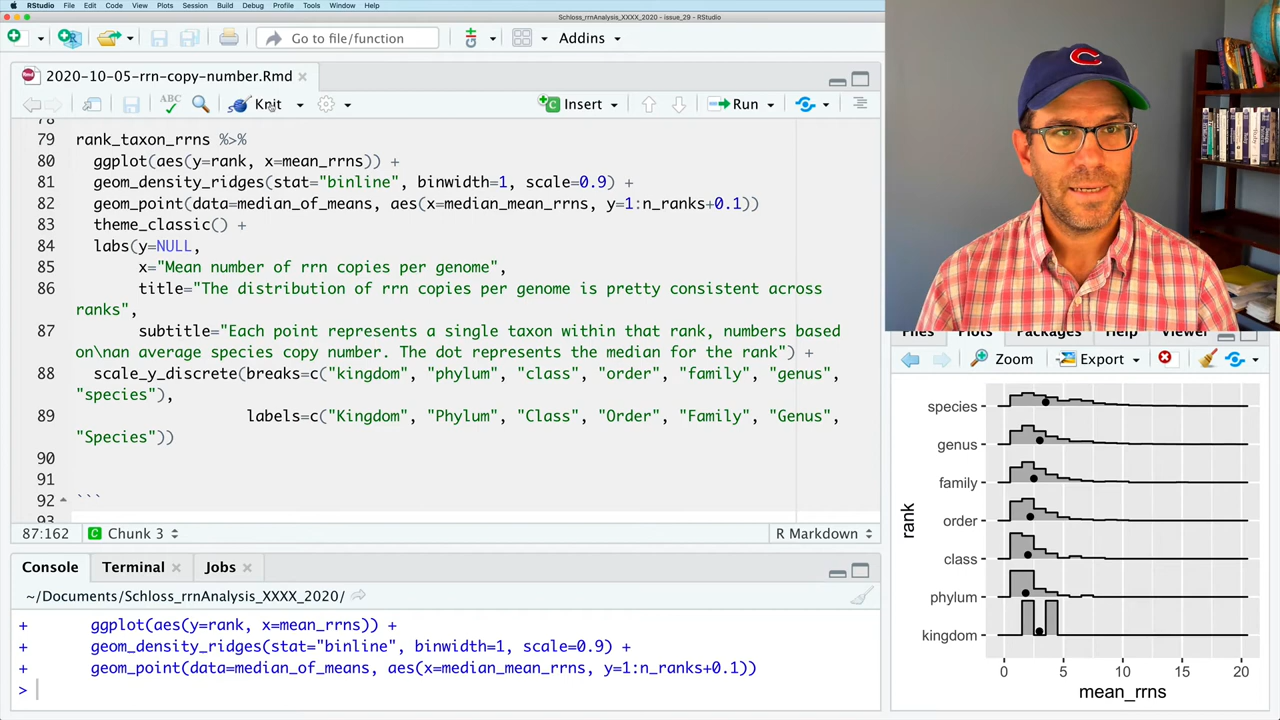 RStudio File Edit Code View Plots Session Build Debug Profile Tools Window Help
Schloss_rrnAnalysis_XXXX_2020 - issue_29 - RStudio
Go to file/function Addins
2020-10-05-rrn-copy-number.Rmd
ABC Knit Insert Run
78
79 rank_taxon_rrns %>%
80 ggplot(aes(y=rank, x=mean_rrns)) +
81 geom_density_ridges(stat="binline", binwidth=1, scale=0.9) +
82 geom_point(data=median_of_means, aes(x=median_mean_rrns, y=1:n_ranks+0.1))
83 theme_classic() +
84 labs(y=NULL,
85 x="Mean number of rrn copies per genome",
86 title="The distribution of rrn copies per genome is pretty consistent across
ranks",
87 subtitle="Each point represents a single taxon within that rank, numbers based
on\nan average species copy number. The dot represents the median for the rank") +
88 scale_y_discrete(breaks=c("kingdom", "phylum", "class", "order", "family", "genus",
"species"),
89 labels=c("Kingdom", "Phylum", "Class", "Order", "Family", "Genus",
"Species"))
90
91
92 ```
93
87:162 Chunk 3 R Markdown
Console Terminal Jobs
~/Documents/Schloss_rrnAnalysis_XXXX_2020/
+ ggplot(aes(y=rank, x=mean_rrns)) +
+ geom_density_ridges(stat="binline", binwidth=1, scale=0.9) +
+ geom_point(data=median_of_means, aes(x=median_mean_rrns, y=1:n_ranks+0.1))
>
C
Files Plots Packages Help Viewer
Zoom Export
species
genus
family
order
class
phylum
kingdom
rank
0 5 10 15 20
mean_rrns